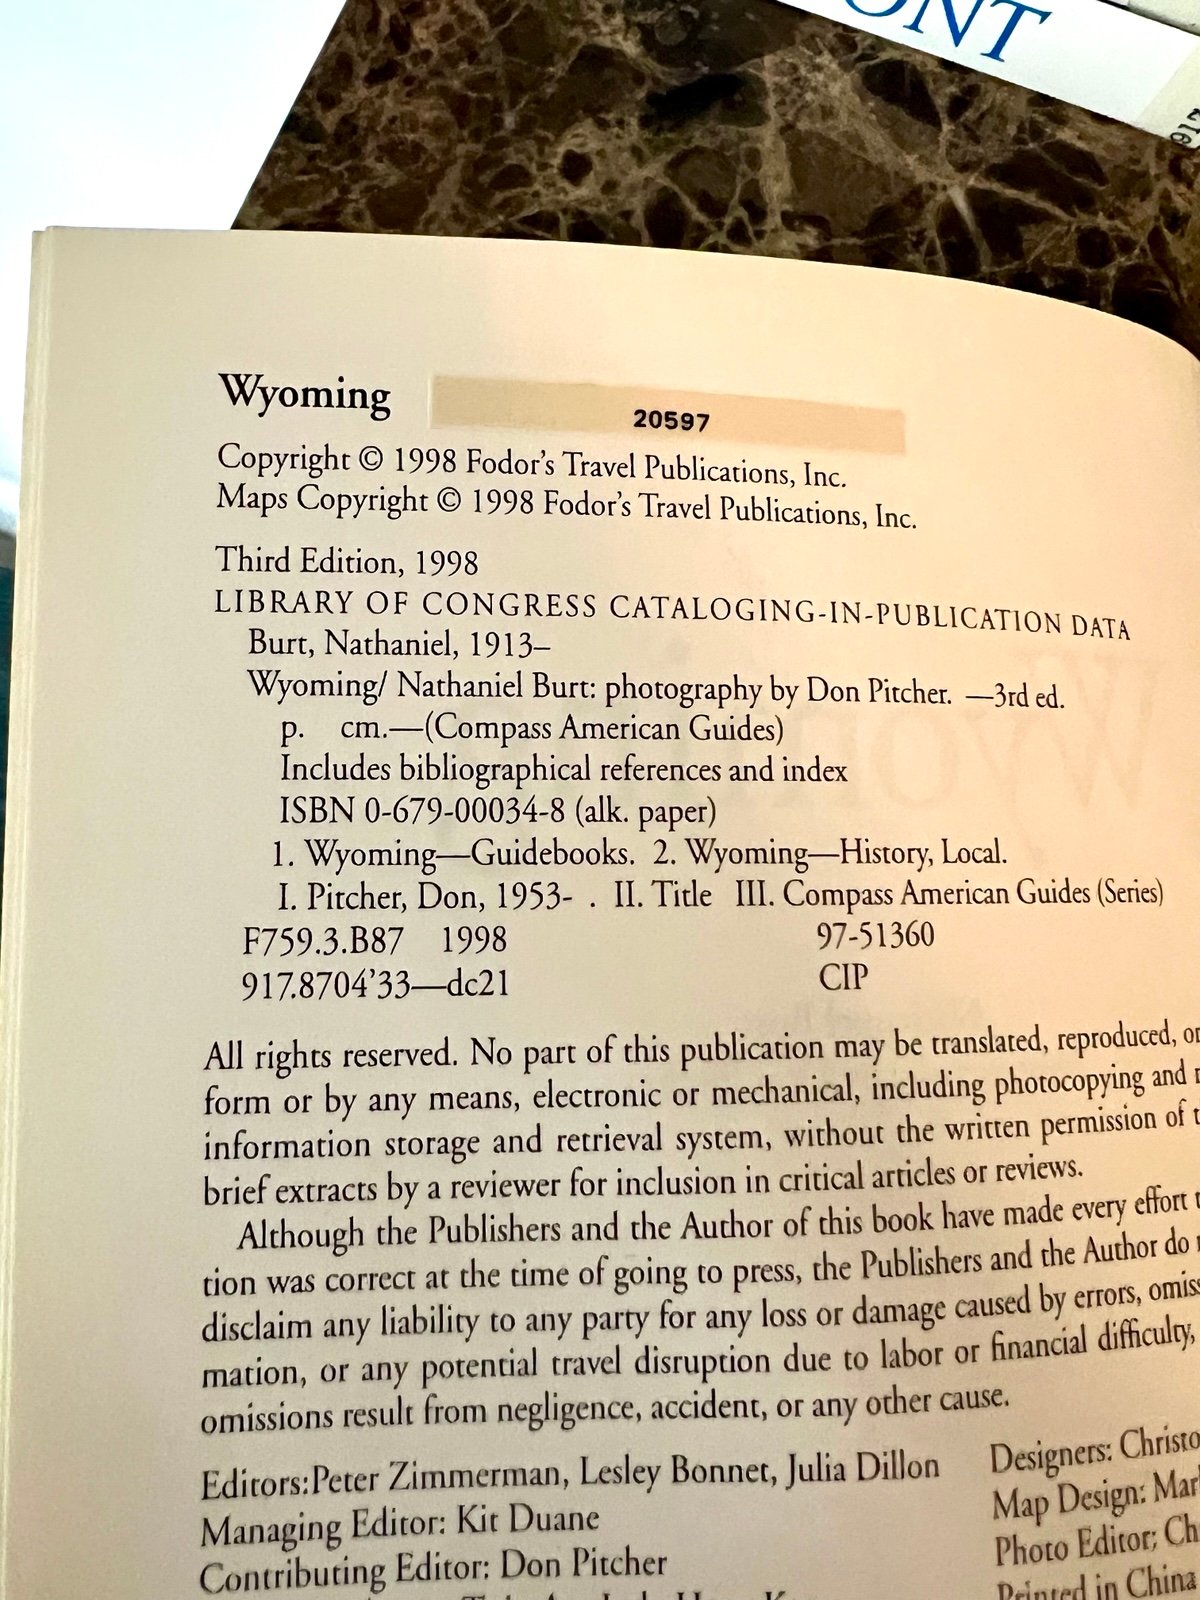 ONT
917
Wyoming
20597
Copyright © 1998 Fodor's Travel Publications, Inc.
Maps Copyright © 1998 Fodor's Travel Publications, Inc.
Third Edition, 1998
LIBRARY OF CONGRESS CATALOGING-IN-PUBLICATION DATA
Burt, Nathaniel, 1913–
Wyoming/ Nathaniel Burt: photography by Don Pitcher. —3rd ed.
p. cm.—(Compass American Guides)
Includes bibliographical references and index
ISBN 0-679-00034-8 (alk. paper)
1. Wyoming—Guidebooks. 2. Wyoming—History, Local.
I. Pitcher, Don, 1953- . II. Title III. Compass American Guides (Series)
F759.3.B87 1998 97-51360
917.8704'33—dc21 CIP
All rights reserved. No part of this publication may be translated, reproduced, or
form or by any means, electronic or mechanical, including photocopying and
information storage and retrieval system, without the written permission of
brief extracts by a reviewer for inclusion in critical articles or reviews.
Although the Publishers and the Author of this book have made every effort
tion was correct at the time of going to press, the Publishers and the Author do
disclaim any liability to any party for any loss or damage caused by errors, omiss
mation, or any potential travel disruption due to labor or financial difficulty,
omissions result from negligence, accident, or any other cause.
Editors:Peter Zimmerman, Lesley Bonnet, Julia Dillon
Managing Editor: Kit Duane
Contributing Editor: Don Pitcher
Designers: Christo
Map Design: Mar
Photo Editor; Ch
Printed in China